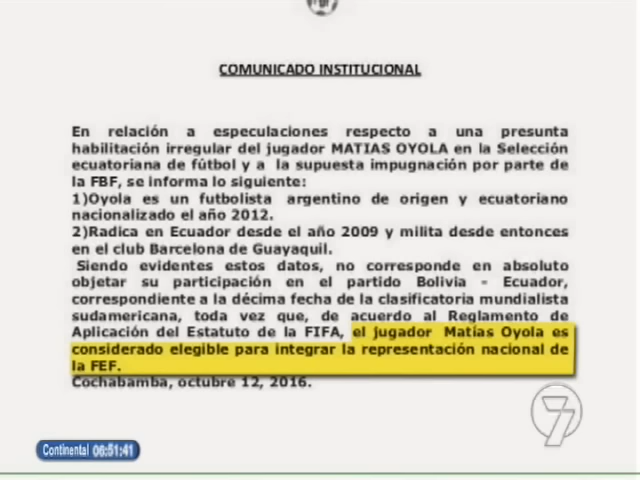 COMUNICADO INSTITUCIONAL
En relación a especulaciones respecto a una presunta
habilitación irregular del jugador MATIAS OYOLA en la Selección
ecuatoriana de fútbol y a la supuesta impugnación por parte de
la FBF, se informa lo siguiente:
1)Oyola es un futbolista argentino de origen y ecuatoriano
nacionalizado el año 2012.
2)Radica en Ecuador desde el año 2009 y milita desde entonces
en el club Barcelona de Guayaquil.
Siendo evidentes estos datos, no corresponde en absoluto
objetar su participación en el partido Bolivia - Ecuador,
correspondiente a la décima fecha de la clasificatoria mundialista
sudamericana, toda vez que, de acuerdo al Reglamento de
Aplicación del Estatuto de la FIFA, el jugador Matías Oyola es
considerado elegible para integrar la representación nacional de
la FEF.
Cochabamba, octubre 12, 2016.
7
Continental 06:51:41